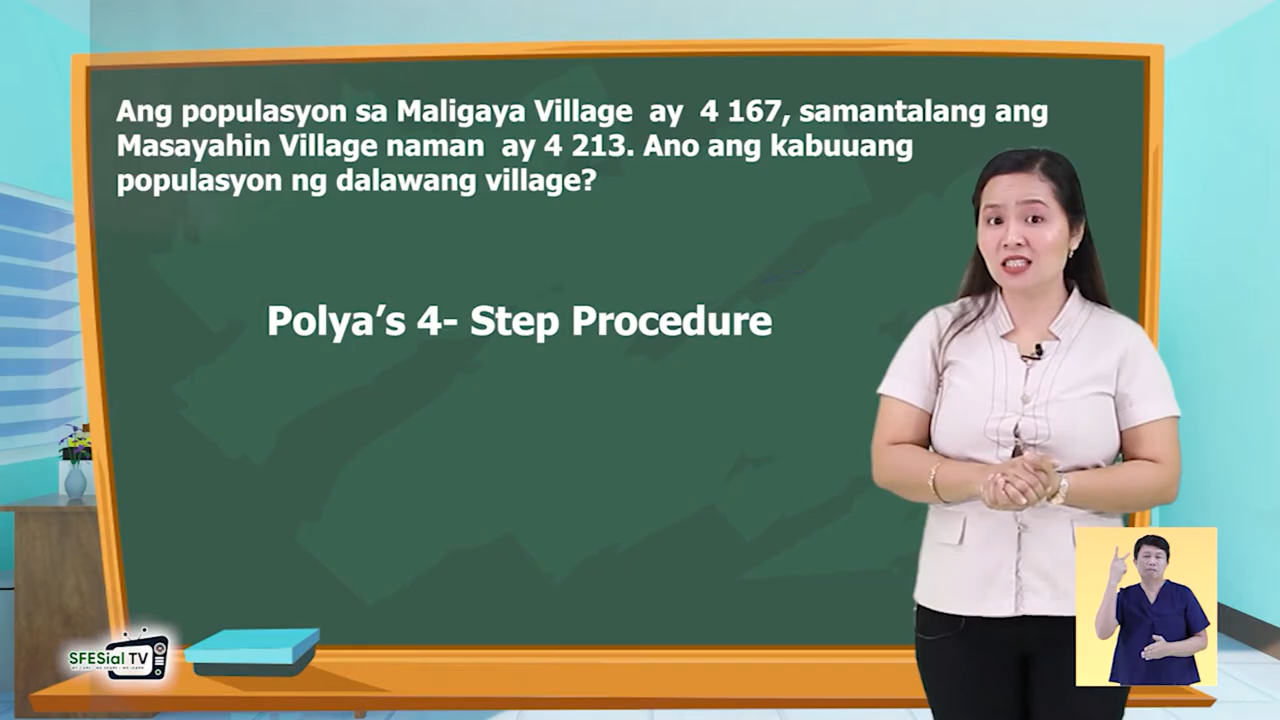 Ang populasyon sa Maligaya Village ay 4 167, samantalang ang
Masayahin Village naman ay 4 213. Ano ang kabuuang
populasyon ng dalawang village?
Polya's 4- Step Procedure
SFESial TV